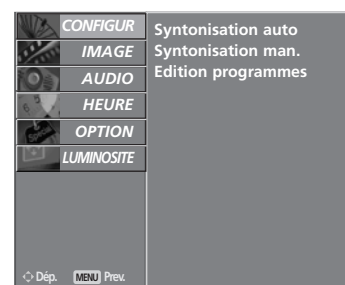 CONFIGUR
IMAGE
AUDIO
HEURE
OPTION
LUMINOSITE
Syntonisation auto
Syntonisation man.
Edition programmes
Dép. MENU Prev.